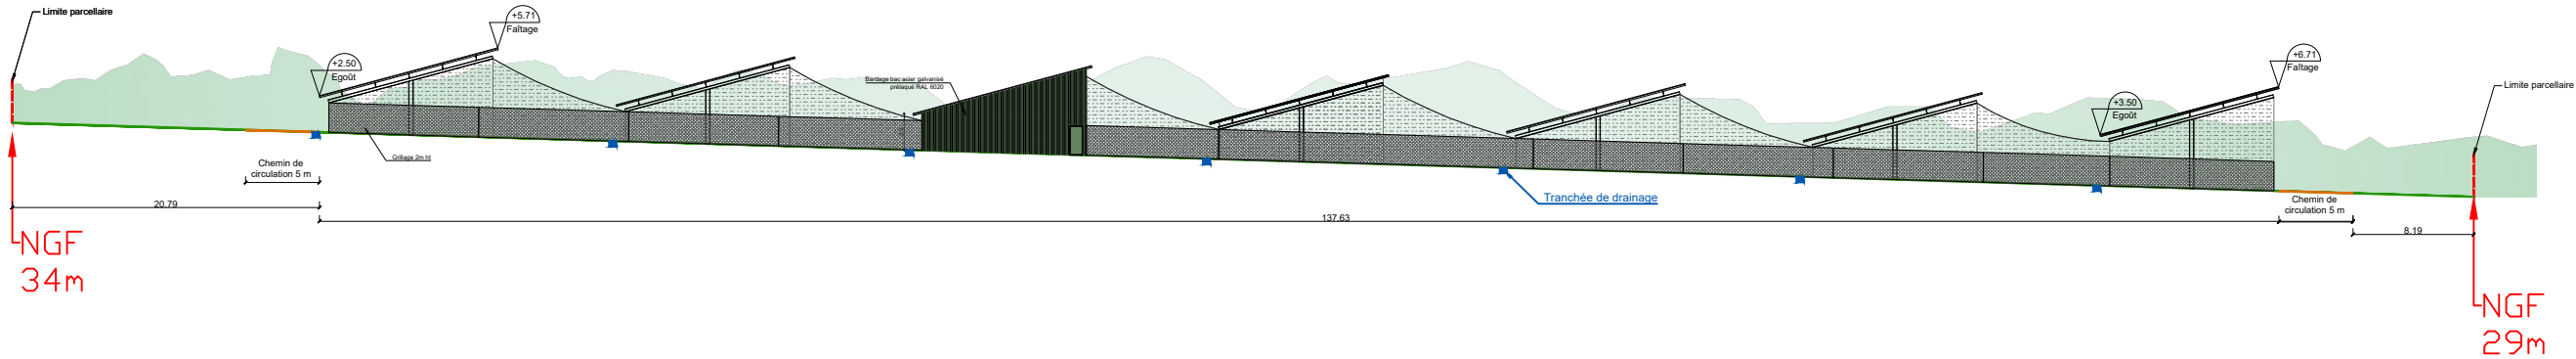 Limite parcellaire
+5.71
Faîtage
+2.50
Egoût
Bardage bac acier galvanisé
prélaqué RAL 6020
+6.71
Faîtage
Limite parcellaire
+3.50
Egoût
Grillage 2m ht
Chemin de
circulation 5 m
Tranchée de drainage
Chemin de
circulation 5 m
20.79
137.63
8.19
NGF
34m
NGF
29m